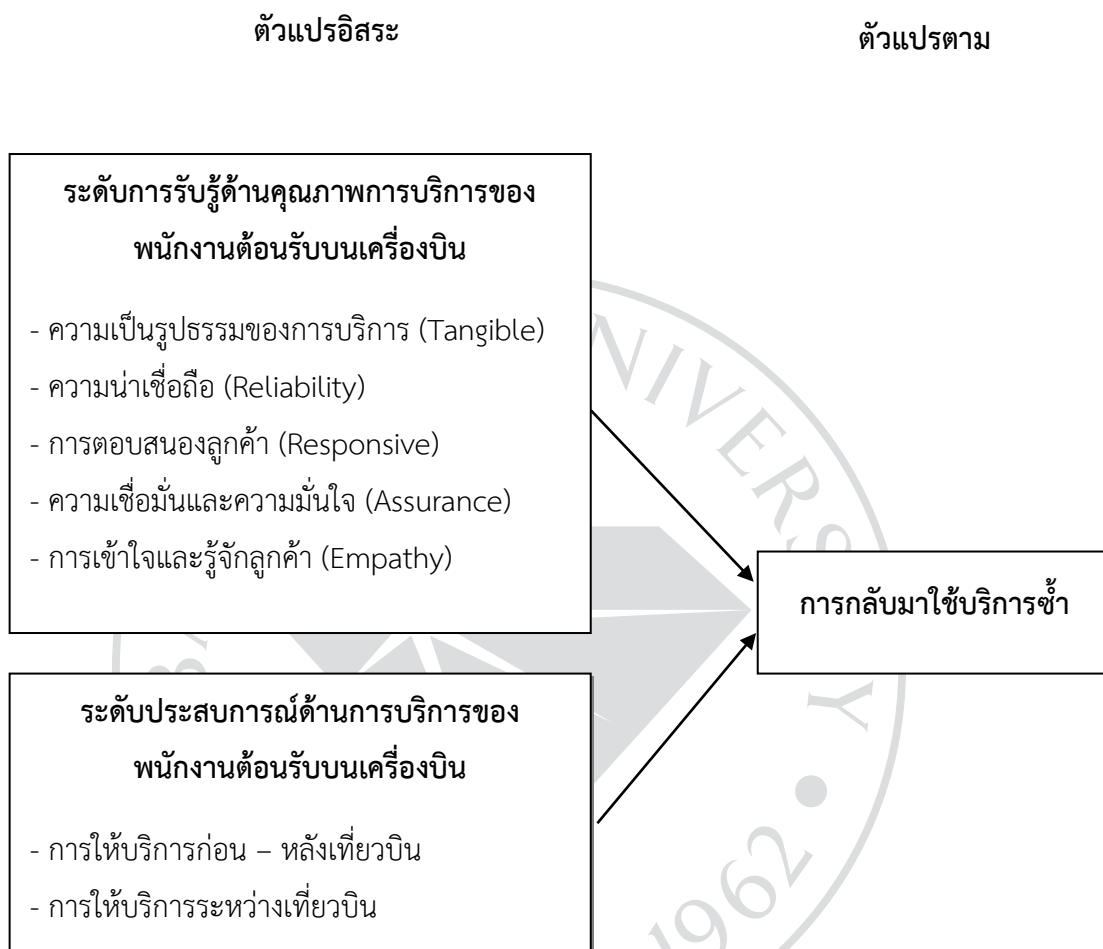 ตัวแปรอิสระ
ตัวแปรตาม
ระดับการรับรู้ด้านคุณภาพการบริการของ
พนักงานต้อนรับบนเครื่องบิน
- ความเป็นรูปธรรมของการบริการ (Tangible)
- ความน่าเชื่อถือ (Reliability)
- การตอบสนองลูกค้า (Responsive)
- ความเชื่อมั่นและความมั่นใจ (Assurance)
- การเข้าใจและรู้จักลูกค้า (Empathy)
การกลับมาใช้บริการซ้ำ
ระดับประสบการณ์ด้านการบริการของ
พนักงานต้อนรับบนเครื่องบิน
- การให้บริการก่อน – หลังเที่ยวบิน
- การให้บริการระหว่างเที่ยวบิน
1962